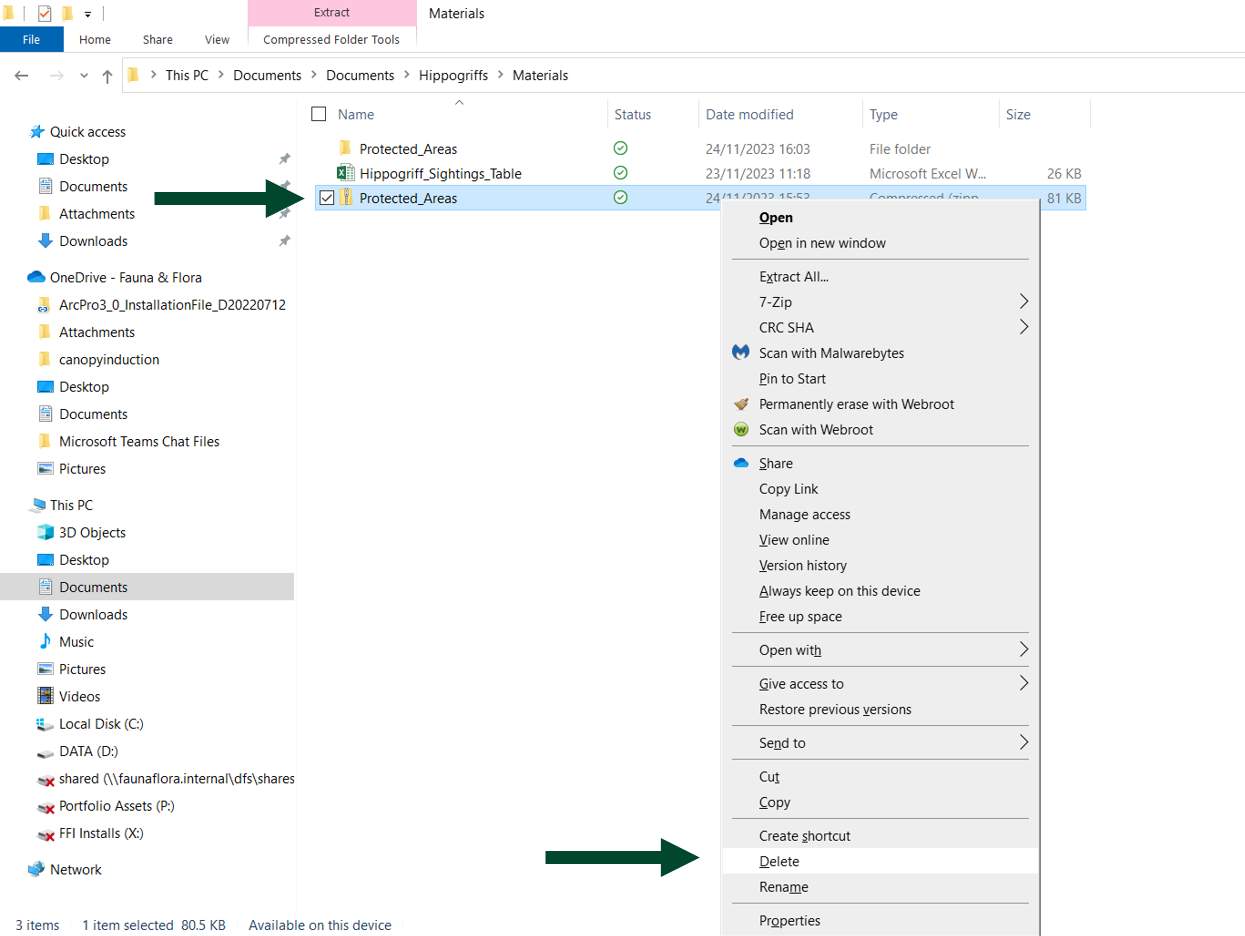 Extract
Materials
File
Home
Share
View
Compressed Folder Tools
This PC
Documents
Documents
Hippogriffs
Materials
Name
Status
Date modified
Type
Size
Protected_Areas
24/11/2023 16:03
File folder
Hippogriff_Sightings_Table
23/11/2023 11:18
Microsoft Excel W...
26 KB
Protected_Areas
24/11/2023 15:53
Compressed (zipp...
81 KB
Quick access
Desktop
Documents
Attachments
Downloads
OneDrive - Fauna & Flora
ArcPro3_0_InstallationFile_D20220712
Attachments
canopyinduction
Desktop
Documents
Microsoft Teams Chat Files
Pictures
This PC
3D Objects
Desktop
Documents
Downloads
Music
Pictures
Videos
Local Disk (C:)
DATA (D:)
shared (\\faunaflora.internal\dfs\shares
Portfolio Assets (P:)
FFI Installs (X:)
Network
Open
Open in new window
Extract All...
7-Zip
CRC SHA
Scan with Malwarebytes
Pin to Start
Permanently erase with Webroot
Scan with Webroot
Share
Copy Link
Manage access
View online
Version history
Always keep on this device
Free up space
Open with
Give access to
Restore previous versions
Send to
Cut
Copy
Create shortcut
Delete
Rename
Properties
3 items
1 item selected 80.5 KB
Available on this device